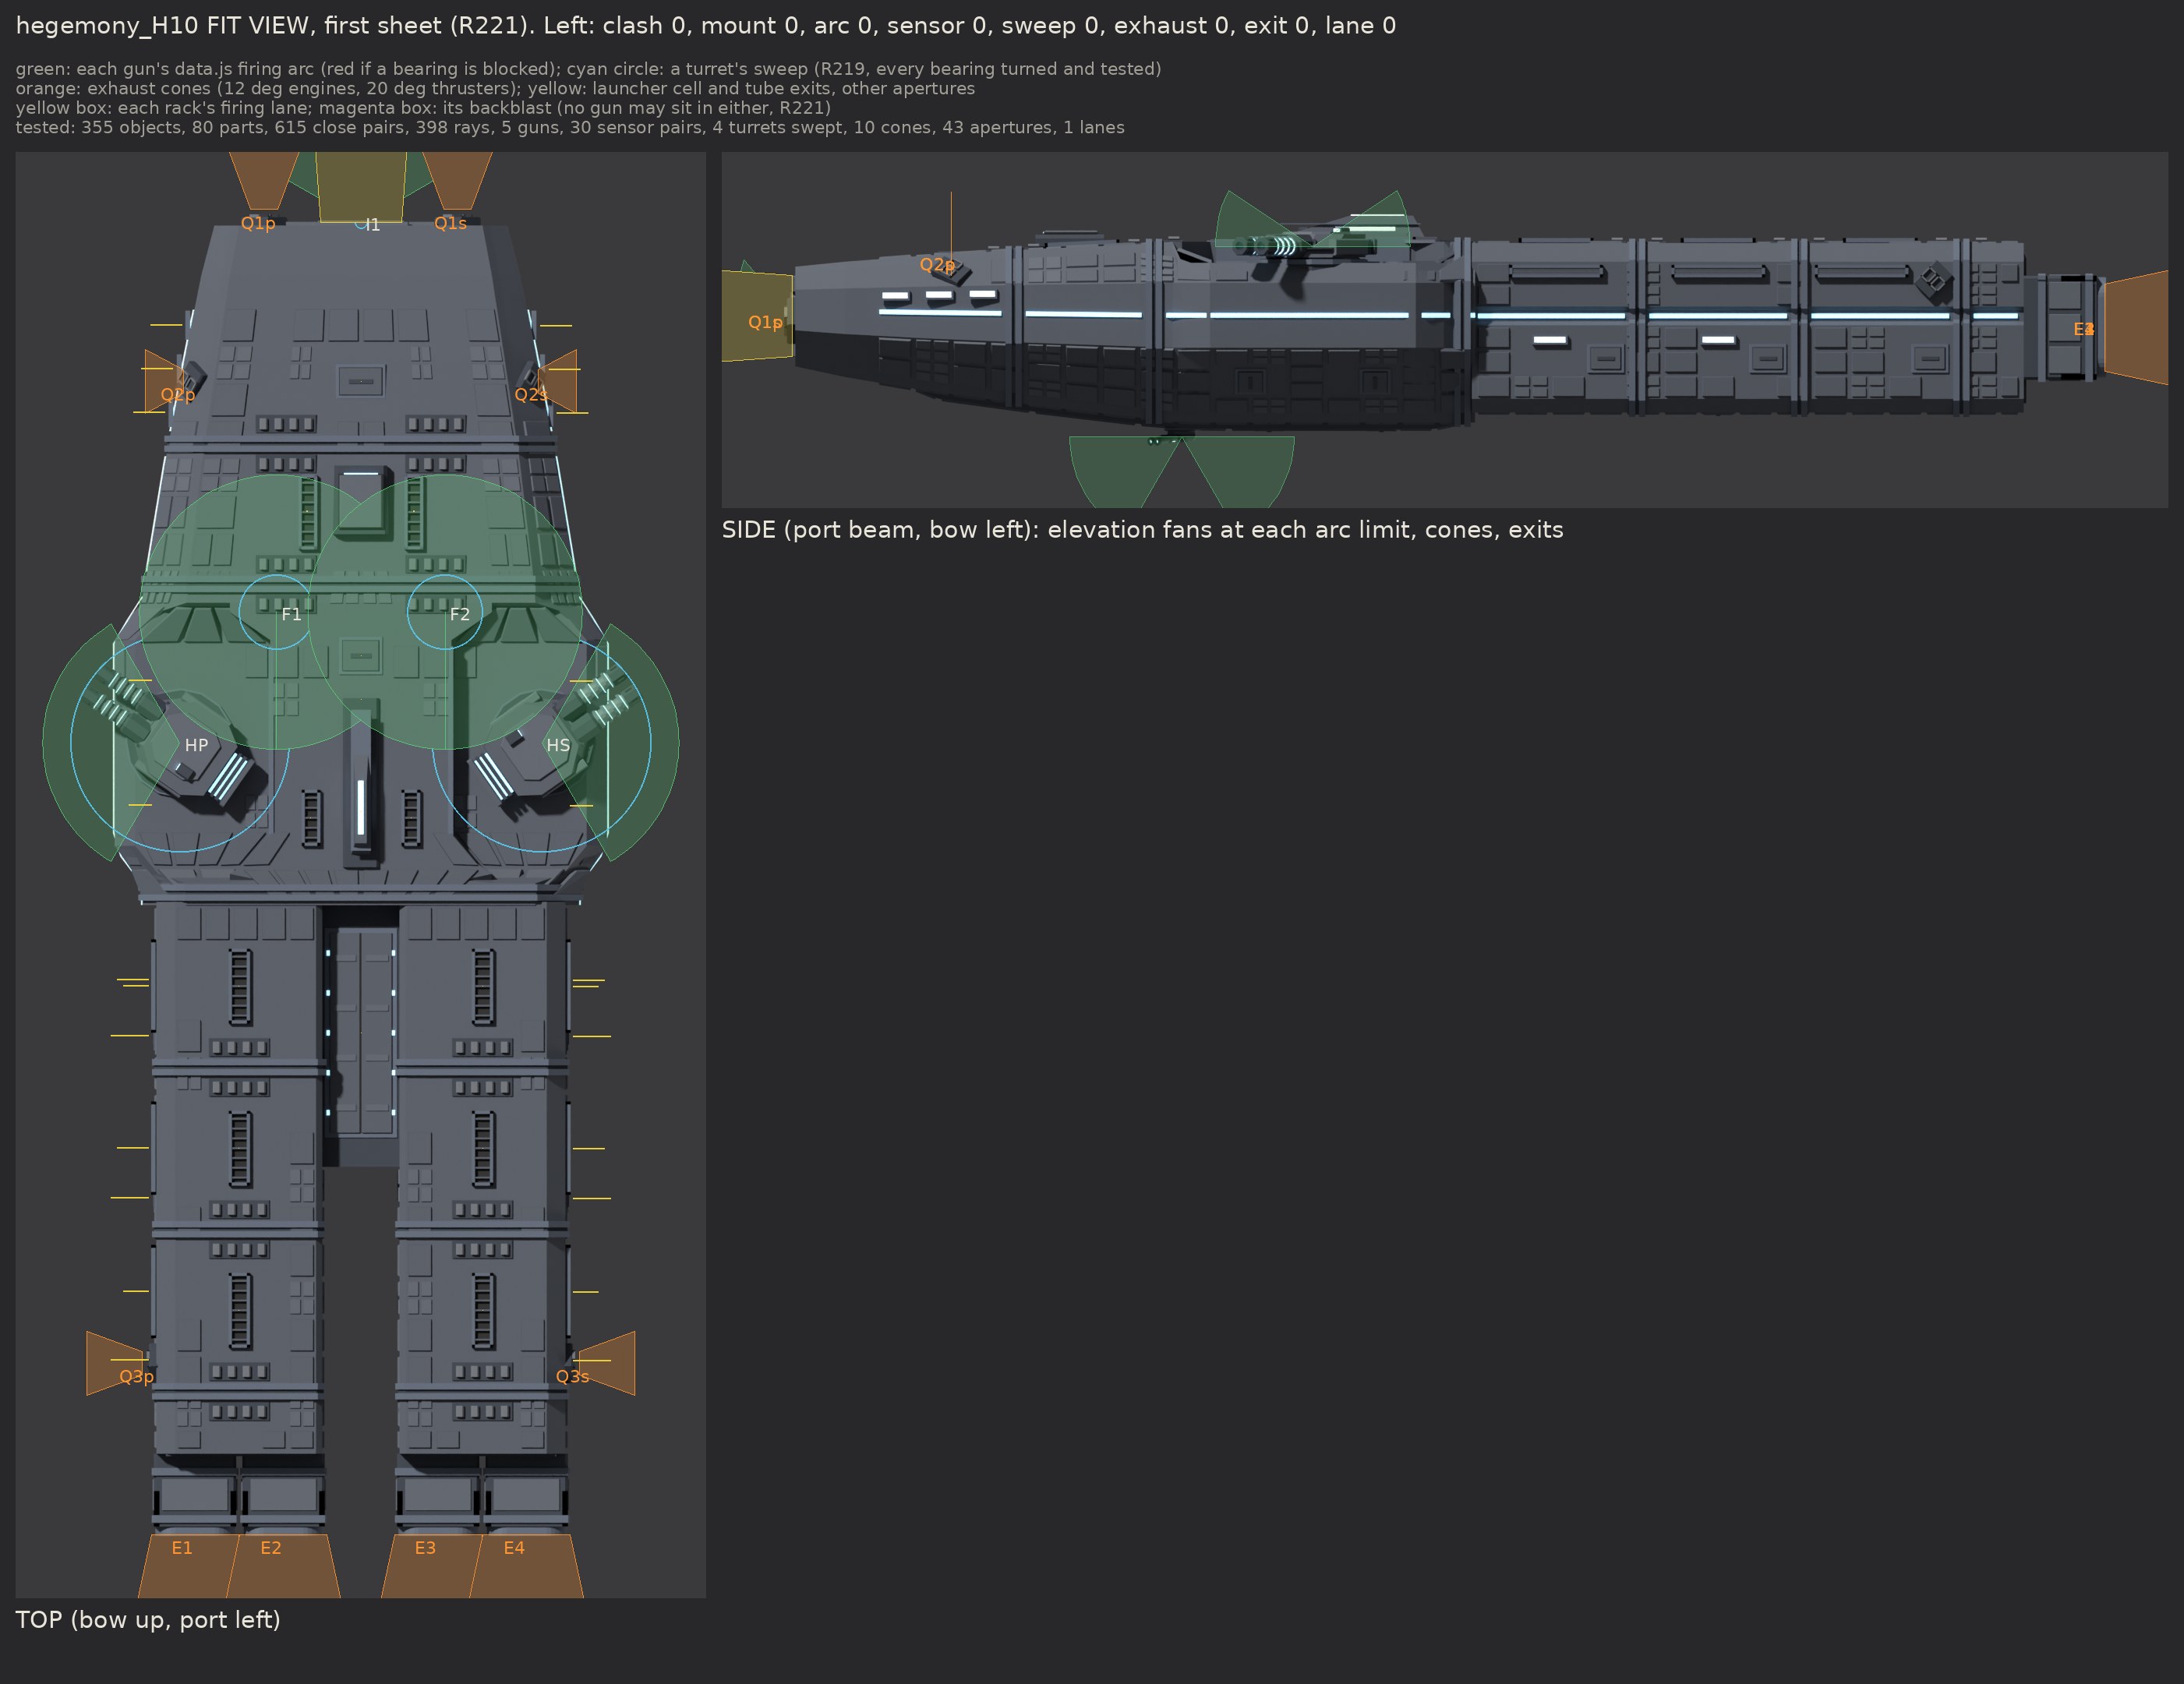 hegemony_H10 FIT VIEW, first sheet (R221). Left: clash 0, mount 0, arc 0, sensor 0, sweep 0, exhaust 0, exit 0, lane 0
green: each gun's data.js firing arc (red if a bearing is blocked); cyan circle: a turret's sweep (R219, every bearing turned and tested)
orange: exhaust cones (12 deg engines, 20 deg thrusters); yellow: launcher cell and tube exits, other apertures
yellow box: each rack's firing lane; magenta box: its backblast (no gun may sit in either, R221)
tested: 355 objects, 80 parts, 615 close pairs, 398 rays, 5 guns, 30 sensor pairs, 4 turrets swept, 10 cones, 43 apertures, 1 lanes
Q1p
I1
Q1s
Q2p
Q2s
F1
F2
HP
HS
Q3p
Q3s
E1
E2
E3
E4
TOP (bow up, port left)
Q2p
SIDE (port beam, bow left): elevation fans at each arc limit, cones, exits